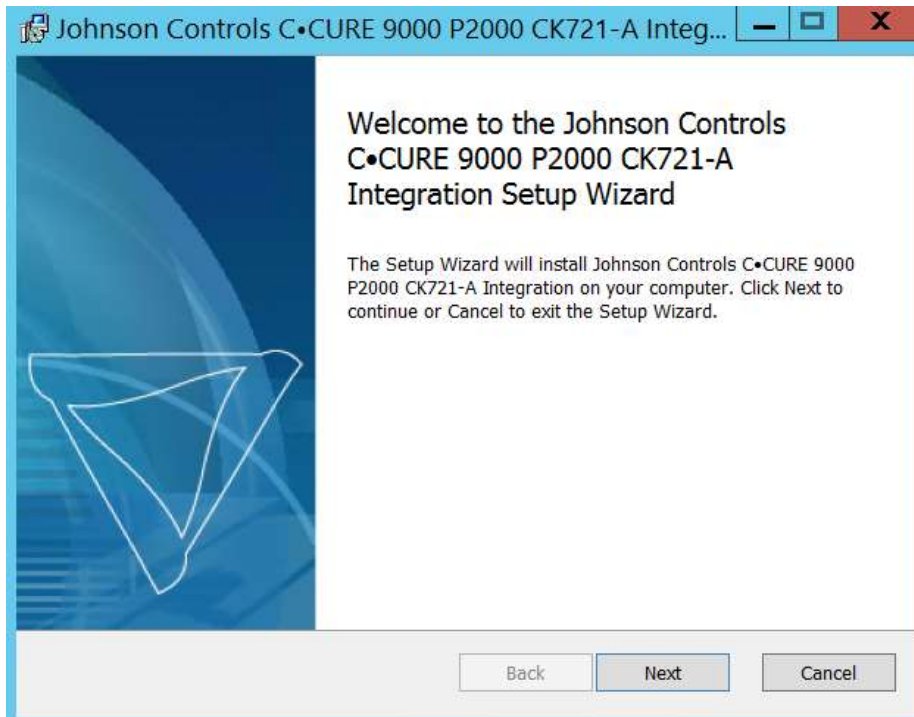 Johnson Controls C•CURE 9000 P2000 CK721-A Integ...
Welcome to the Johnson Controls
C•CURE 9000 P2000 CK721-A
Integration Setup Wizard
The Setup Wizard will install Johnson Controls C•CURE 9000
P2000 CK721-A Integration on your computer. Click Next to
continue or Cancel to exit the Setup Wizard.
Back Next Cancel